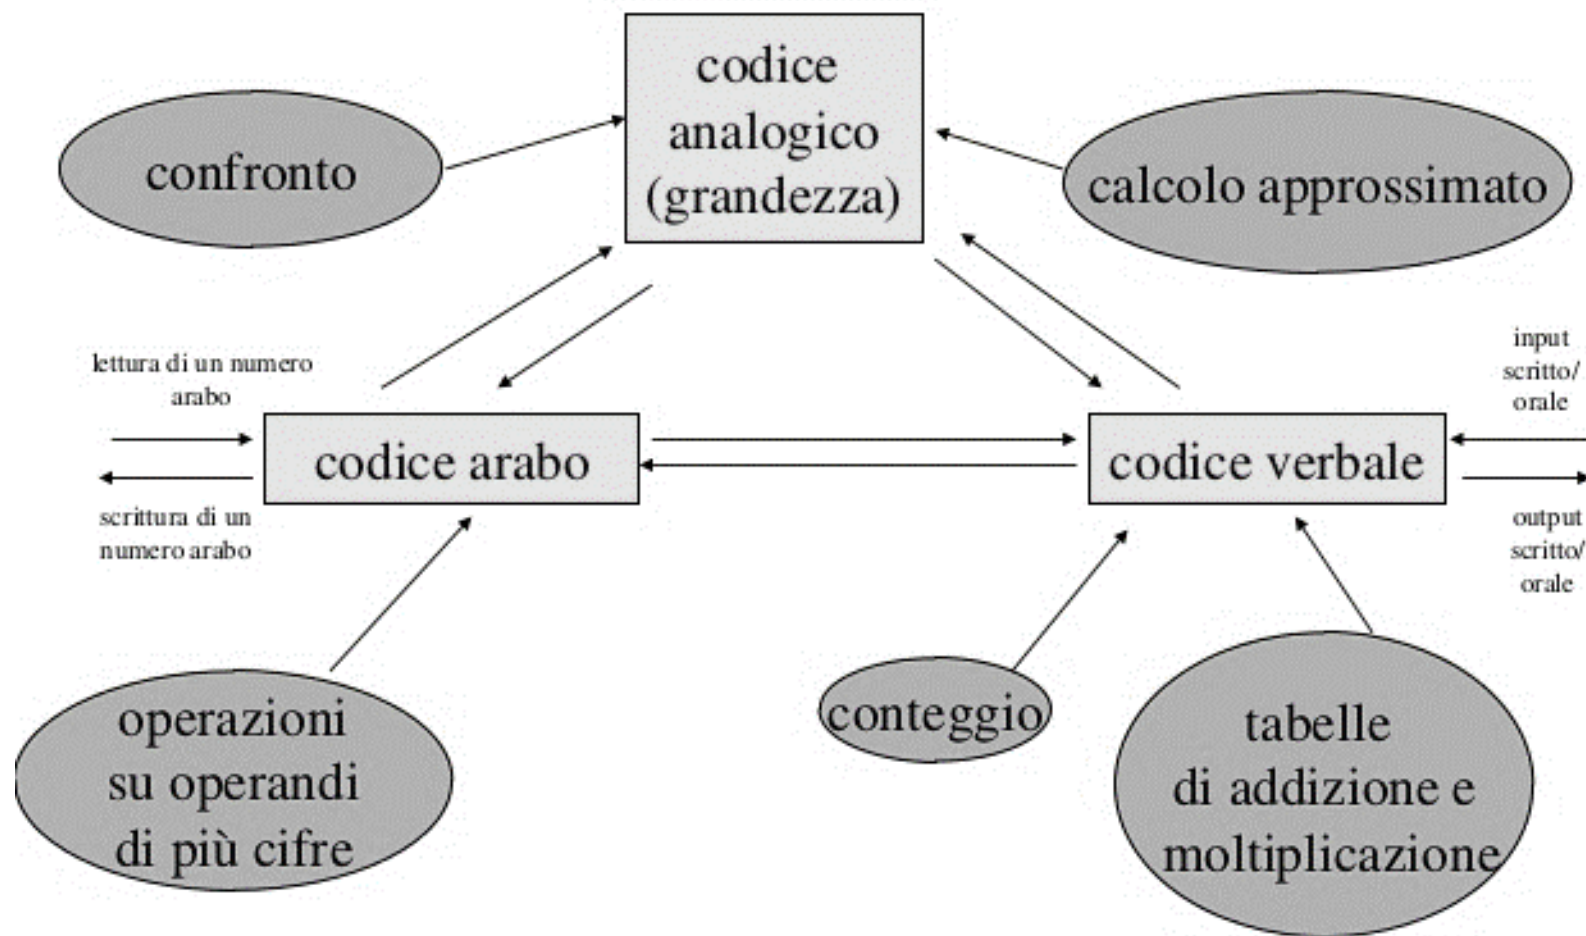 codice
analogico
(grandezza)
confronto
calcolo approssimato
lettura di un numero
arabo
input
scritto/
orale
codice arabo
codice verbale
scrittura di un
numero arabo
output
scritto/
orale
operazioni
su operandi
di più cifre
conteggio
tabelle
di addizione e
moltiplicazione